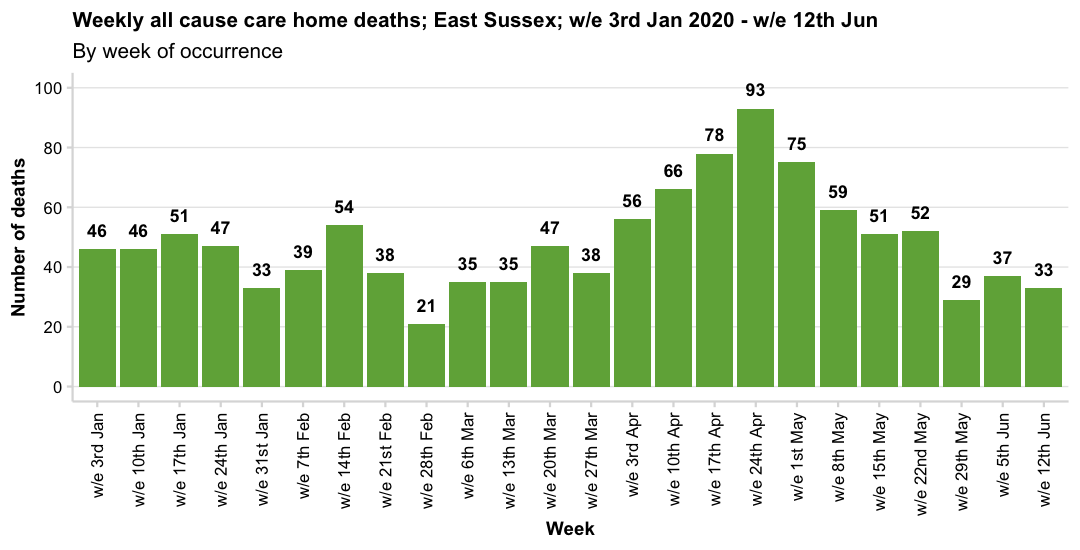 Weekly all cause care home deaths; East Sussex; w/e 3rd Jan 2020 - w/e 12th Jun
By week of occurrence
Number of deaths
100
80
60
40
20
0
46
46
51
47
33
39
54
38
21
35
35
47
38
56
66
78
93
75
59
51
52
29
37
33
w/e 3rd Jan
w/e 10th Jan
w/e 17th Jan
w/e 24th Jan
w/e 31st Jan
w/e 7th Feb
w/e 14th Feb
w/e 21st Feb
w/e 28th Feb
w/e 6th Mar
w/e 13th Mar
w/e 20th Mar
w/e 27th Mar
w/e 3rd Apr
w/e 10th Apr
w/e 17th Apr
w/e 24th Apr
w/e 1st May
w/e 8th May
w/e 15th May
w/e 22nd May
w/e 29th May
w/e 5th Jun
w/e 12th Jun
Week